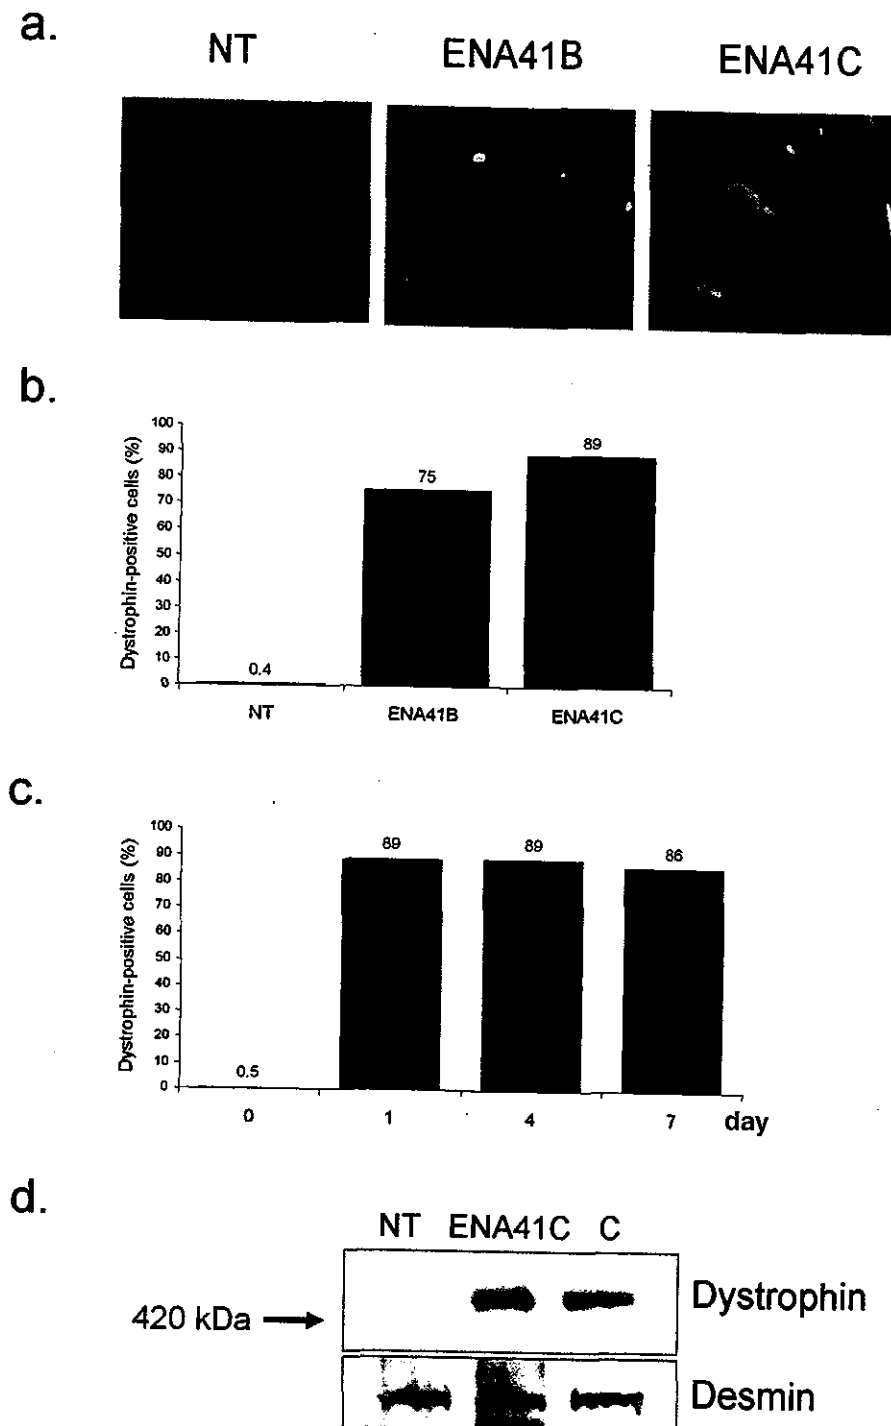 a.
NT ENA41B ENA41C
b.
Dystrophin-positive cells (%)
100
90
80
70
60
50
40
30
20
10
0
0.4
75
89
NT ENA41B ENA41C
c.
Dystrophin-positive cells (%)
100
90
80
70
60
50
40
30
20
10
0
0.5
89
89
86
0 1 4 7 day
d.
NT ENA41C C
420 kDa
Dystrophin
Desmin